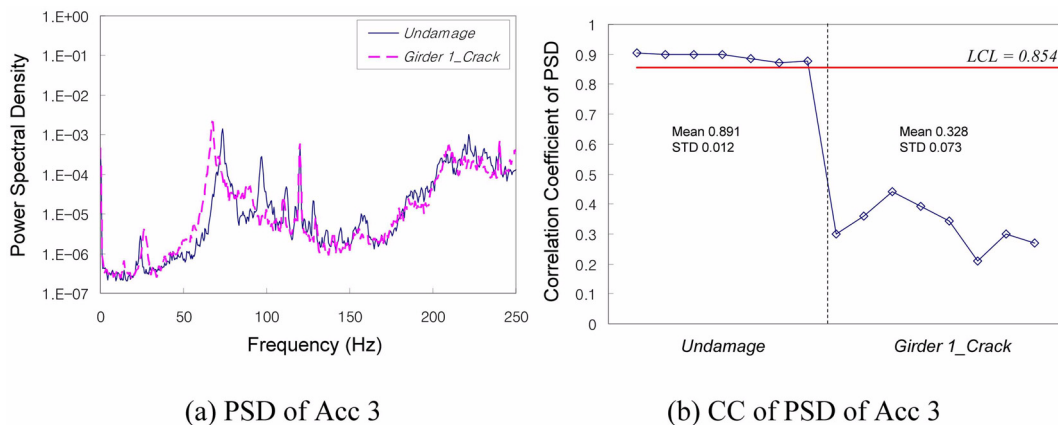 1.E+00
1.E-01
1.E-02
1.E-03
1.E-04
1.E-05
1.E-06
1.E-07
Power Spectral Density
Undamage
Girder 1_Crack
0 50 100 150 200 250
Frequency (Hz)
(a) PSD of Acc 3
1
0.9
0.8
0.7
0.6
0.5
0.4
0.3
0.2
0.1
0
Correlation Coefficient of PSD
LCL = 0.854
Mean 0.891
STD 0.012
Mean 0.328
STD 0.073
Undamage
Girder 1_Crack
(b) CC of PSD of Acc 3